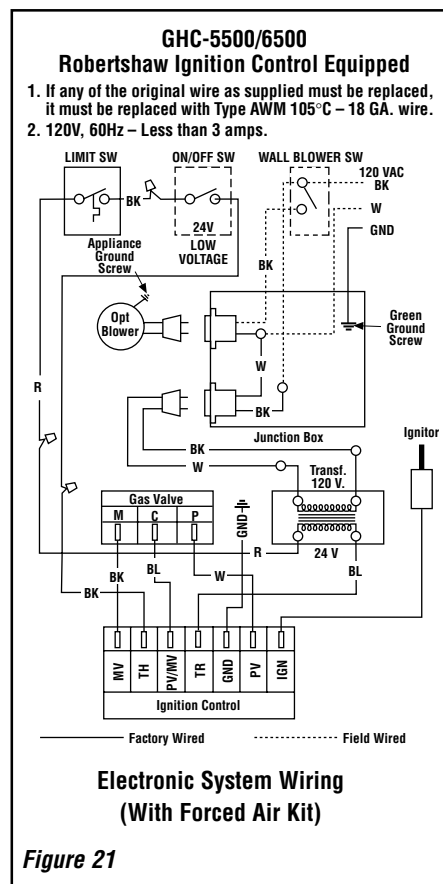 GHC-5500/6500
Robertshaw Ignition Control Equipped
1. If any of the original wire as supplied must be replaced,
it must be replaced with Type AWM 105°C – 18 GA. wire.
2. 120V, 60Hz – Less than 3 amps.
LIMIT SW
ON/OFF SW
WALL BLOWER SW
120 VAC
BK
BK
W
24V
LOW
VOLTAGE
GND
Appliance
Ground
Screw
BK
Opt
Blower
Green
Ground
Screw
W
R
BK
Junction Box
Ignitor
BK
W
Transf.
120 V.
Gas Valve
M
C
P
GND
R
24 V
BK
BL
W
BL
BK
MV
TH
PV/MV
TR
GND
PV
IGN
Ignition Control
Factory Wired
Field Wired
Electronic System Wiring
(With Forced Air Kit)
Figure 21